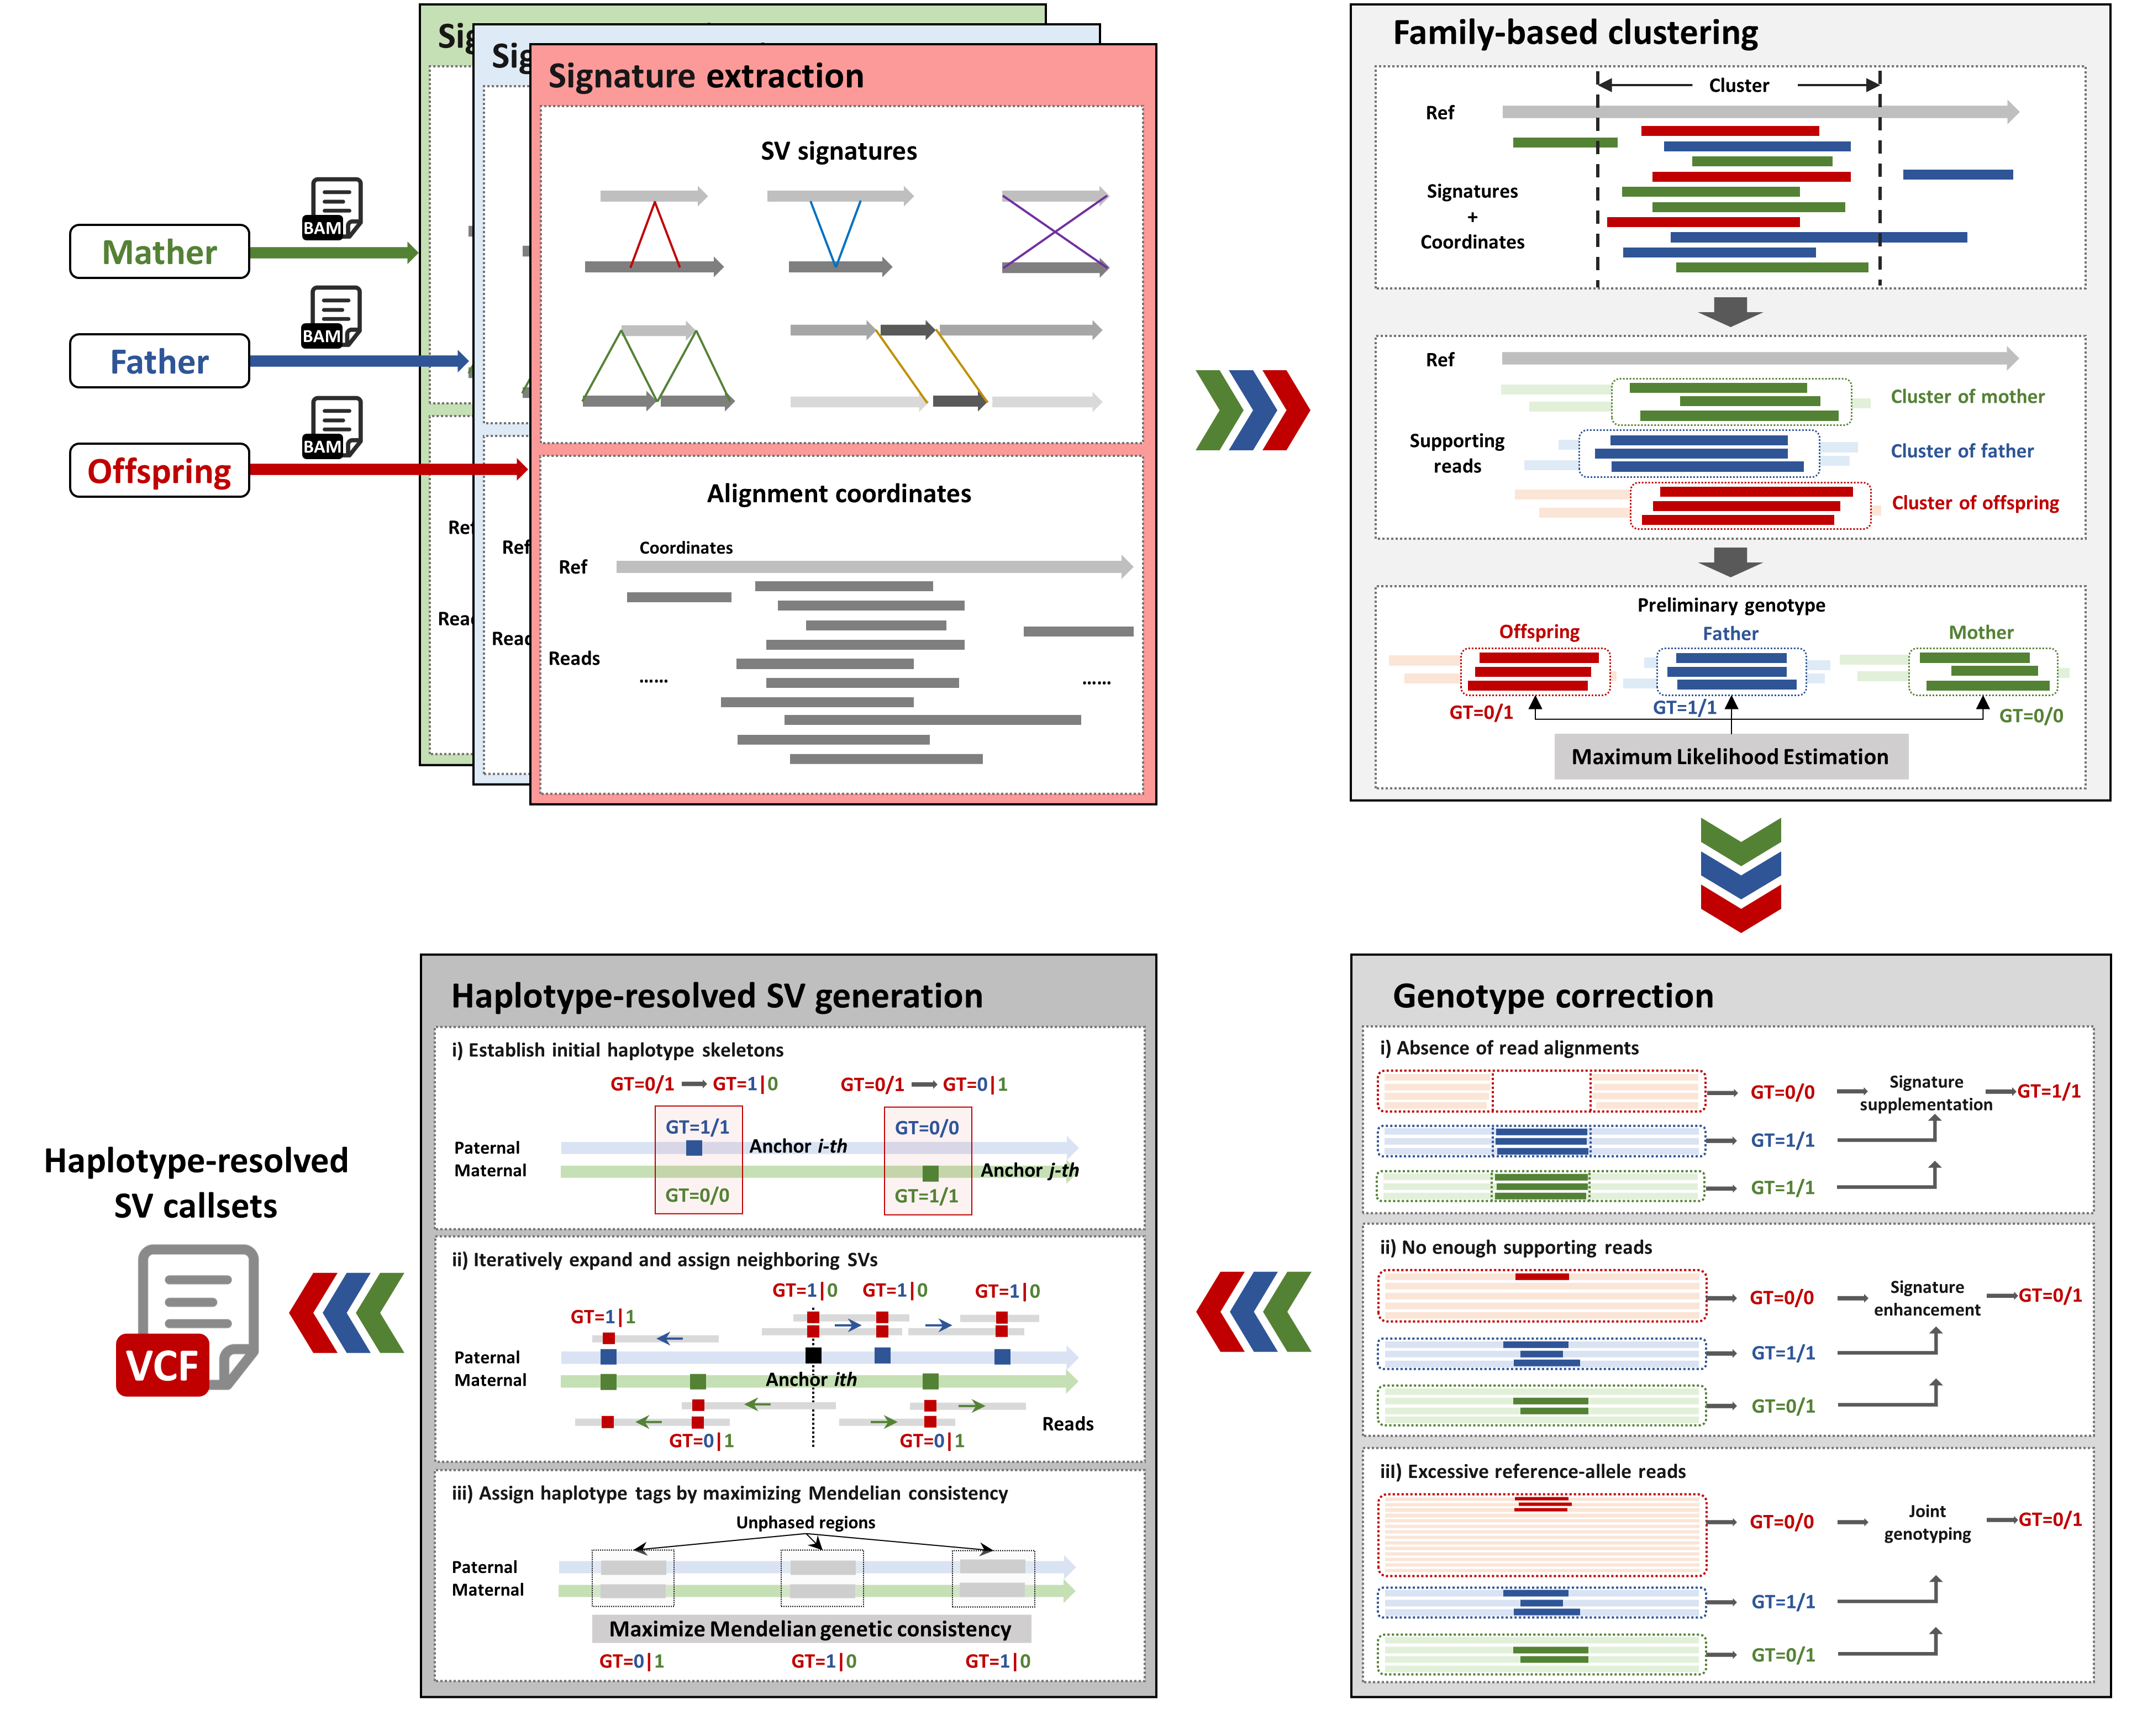 Mather
BAM
Father
BAM
Offspring
BAM
Sig
Sig
Ref
Read
Ref
Read
Signature extraction
SV signatures
Alignment coordinates
Coordinates
Ref
Reads
......
......
Family-based clustering
Cluster
Ref
Signatures
+
Coordinates
Ref
Cluster of mother
Supporting
reads
Cluster of father
Cluster of offspring
Preliminary genotype
Offspring
Father
Mother
GT=0/1
GT=1/1
GT=0/0
Maximum Likelihood Estimation
Genotype correction
i) Absence of read alignments
GT=0/0
Signature
supplementation
GT=1/1
GT=1/1
GT=1/1
ii) No enough supporting reads
GT=0/0
Signature
enhancement
GT=0/1
GT=1/1
GT=0/1
iii) Excessive reference-allele reads
GT=0/0
Joint
genotyping
GT=0/1
GT=1/1
GT=0/1
Haplotype-resolved SV generation
i) Establish initial haplotype skeletons
GT=0/1 GT=1|0
GT=0/1 GT=0|1
GT=1/1
GT=0/0
Paternal
Anchor i-th
Maternal
Anchor j-th
GT=0/0
GT=1/1
ii) Iteratively expand and assign neighboring SVs
GT=1|0
GT=1|0
GT=1|0
GT=1|1
Paternal
Maternal
Anchor ith
Reads
GT=0|1
GT=0|1
iii) Assign haplotype tags by maximizing Mendelian consistency
Unphased regions
Paternal
Maternal
Maximize Mendelian genetic consistency
GT=0|1
GT=1|0
GT=1|0
Haplotype-resolved
SV callsets
VCF